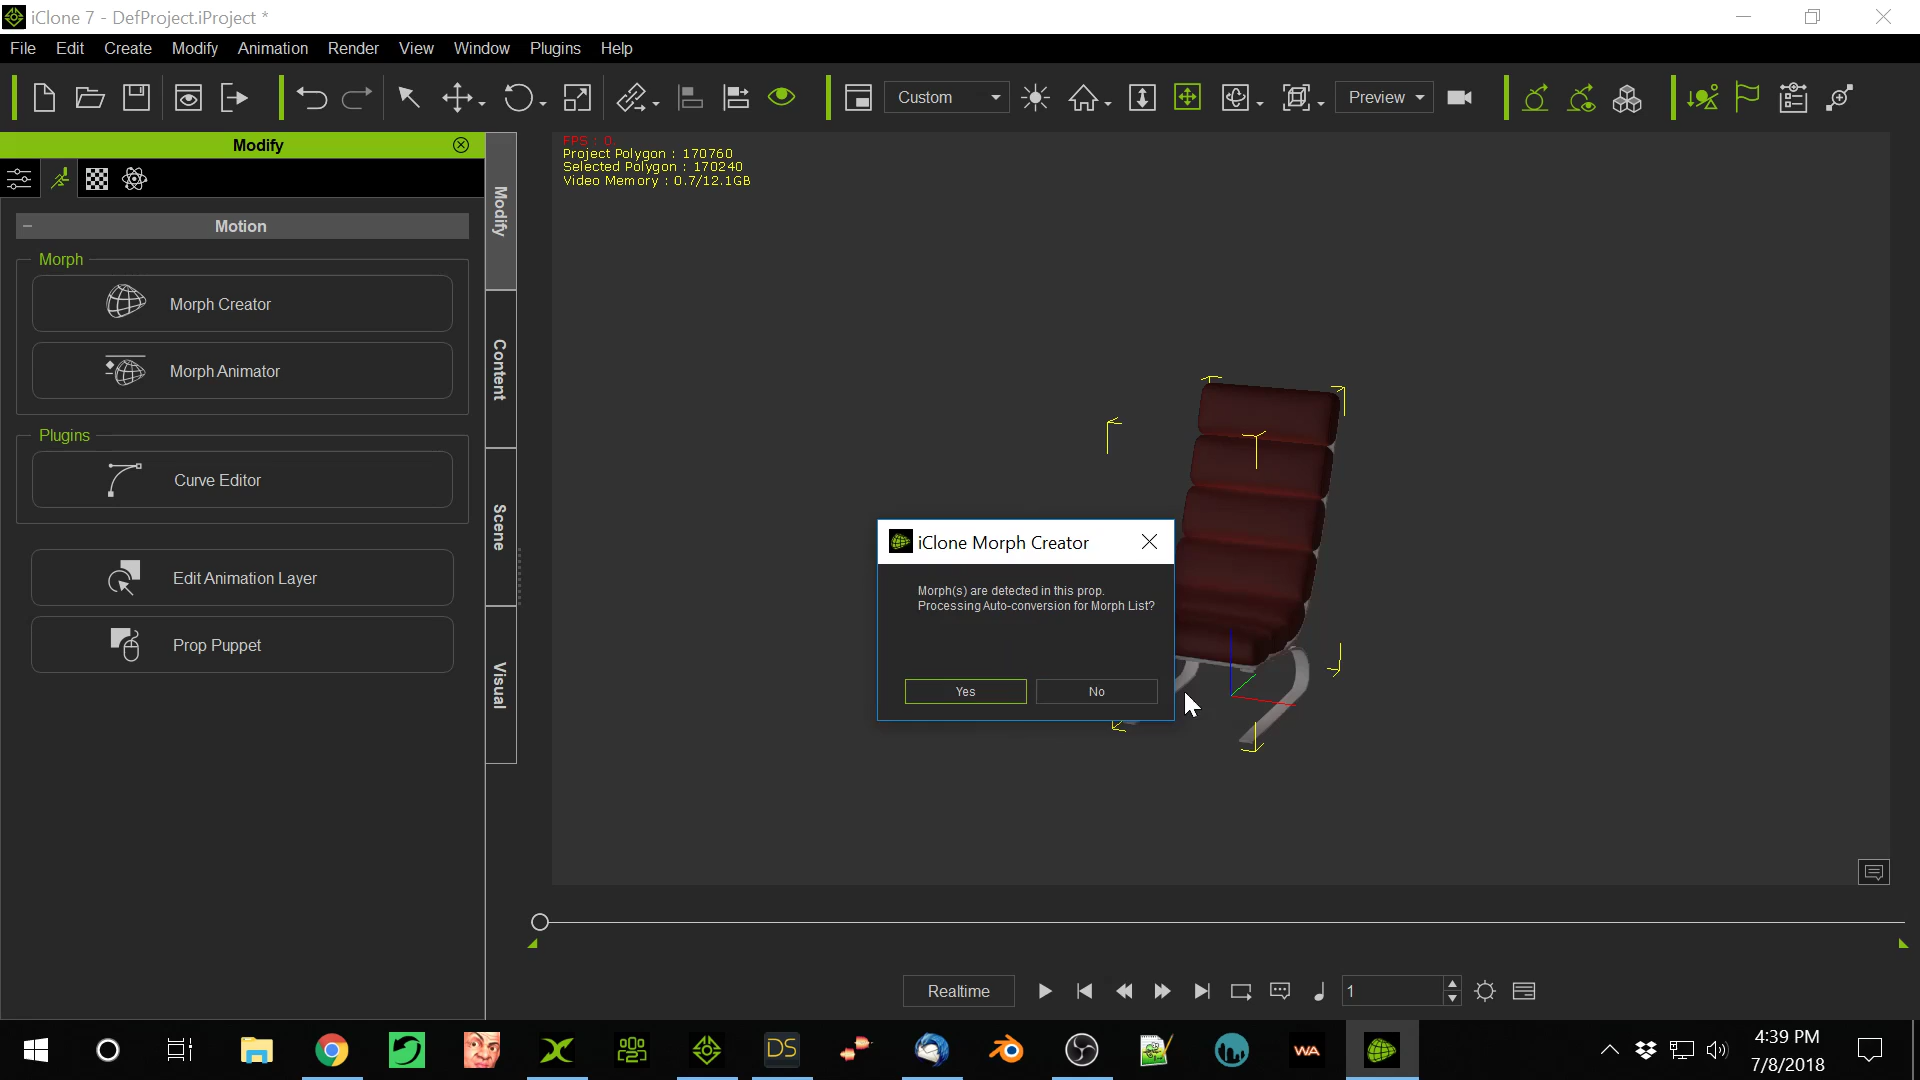 iClone 7 - DefProject.iProject *
File Edit Create Modify Animation Render View Window Plugins Help
Custom
Preview
Modify
FPS : 0
Project Polygon : 170760
Selected Polygon : 170240
Video Memory : 0.7/12.1GB
Motion
Morph
Morph Creator
Morph Animator
Plugins
Curve Editor
Edit Animation Layer
Prop Puppet
Modify
Content
Scene
Visual
iClone Morph Creator
Morph(s) are detected in this prop.
Processing Auto-conversion for Morph List?
Yes
No
Realtime
1
DS
WA
4:39 PM
7/8/2018